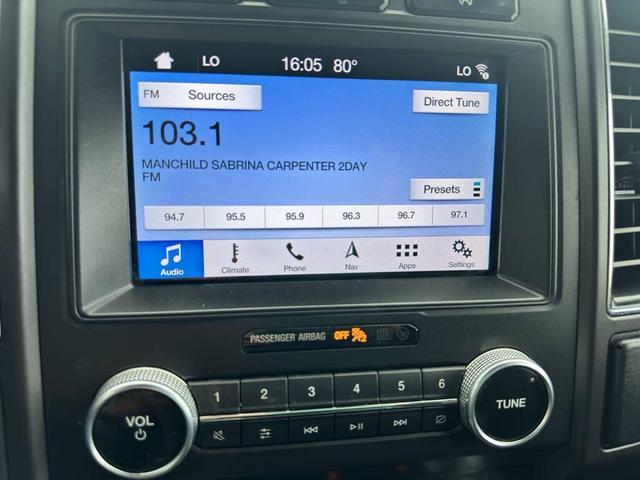 LO 16:05 80° LO
FM Sources Direct Tune
103.1
MANCHILD SABRINA CARPENTER 2DAY
FM
Presets
94.7 95.5 95.9 96.3 96.7 97.1
Audio Climate Phone Nav Apps Settings
PASSENGER AIRBAG OFF 2 ON
1 2 3 4 5 6
VOL
TUNE